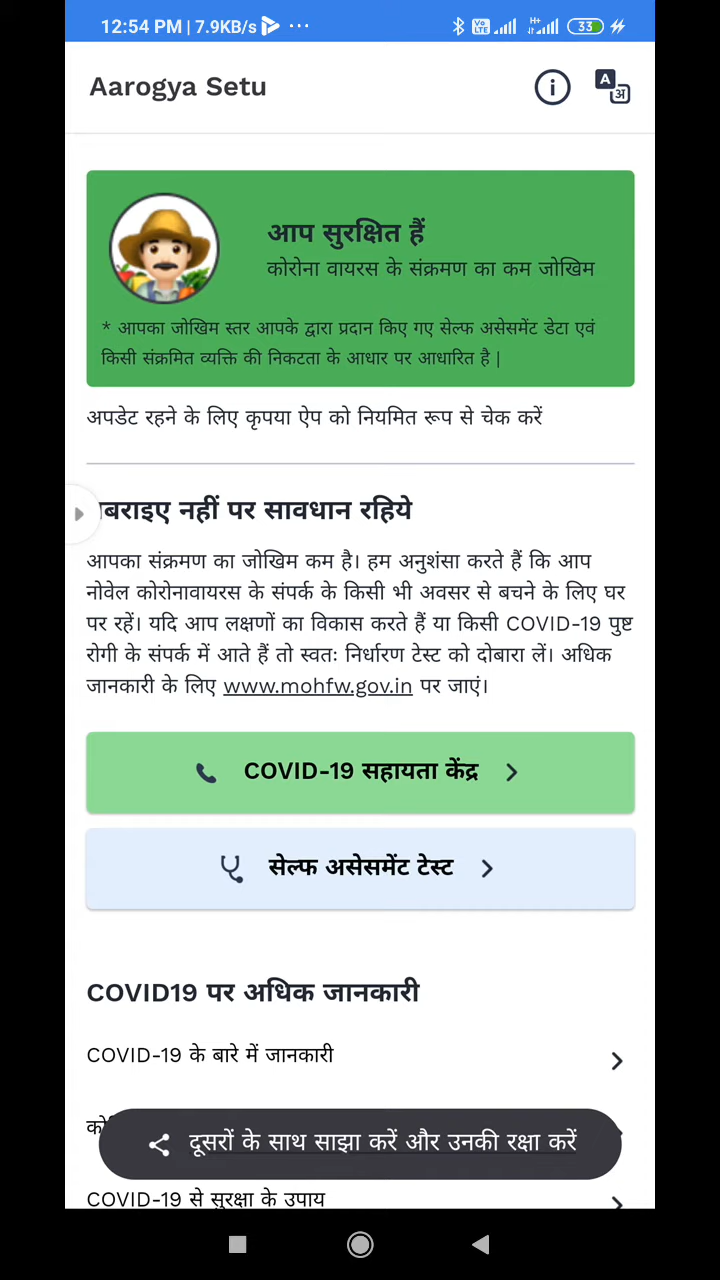 12:54 PM | 7.9KB/s ...
Vo LTE H+ 33
Aarogya Setu
A अ
आप सुरक्षित हैं
कोरोना वायरस के संक्रमण का कम जोखिम
* आपका जोखिम स्तर आपके द्वारा प्रदान किए गए सेल्फ असेसमेंट डेटा एवं
किसी संक्रमित व्यक्ति की निकटता के आधार पर आधारित है |
अपडेट रहने के लिए कृपया ऐप को नियमित रूप से चेक करें
नहीं पर सावधान रहिये
आपका संक्रमण का जोखिम कम है। हम अनुशंसा करते हैं कि आप
नोवेल कोरोनावायरस के संपर्क के किसी भी अवसर से बचने के लिए घर
पर रहें। यदि आप लक्षणों का विकास करते हैं या किसी COVID-19 पुष्ट
रोगी के संपर्क में आते हैं तो स्वतः निर्धारण टेस्ट को दोबारा लें। अधिक
जानकारी के लिए www.mohfw.gov.in पर जाएं।
COVID-19 सहायता केंद्र
सेल्फ असेसमेंट टेस्ट
COVID19 पर अधिक जानकारी
COVID-19 के बारे में जानकारी
दूसरों के साथ साझा करें और उनकी रक्षा करें
COVID-19 से सुरक्षा के उपाय